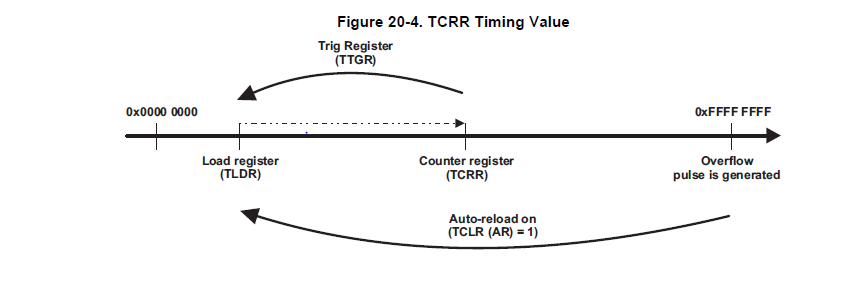 Figure 20-4. TCRR Timing Value
Trig Register
(TTGR)
0x0000 0000
0xFFFF FFFF
Load register
(TLDR)
Counter register
(TCRR)
Overflow
pulse is generated
Auto-reload on
(TCLR (AR) = 1)